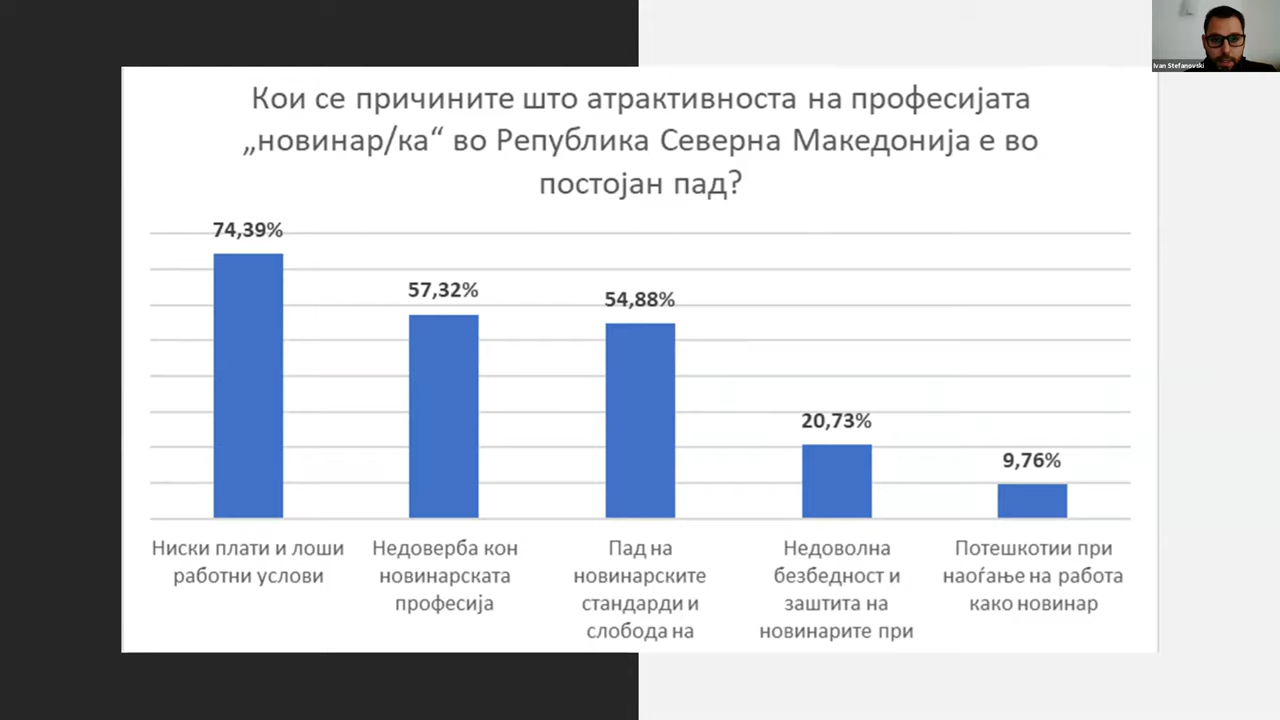 Ivan Stefanovski
Кои се причините што атрактивноста на професијата
„новинар/ка“ во Република Северна Македонија е во
постојан пад?
74,39%
57,32%
54,88%
20,73%
9,76%
Ниски плати и лоши
работни услови
Недоверба кон
новинарската
професија
Пад на
новинарските
стандарди и
слобода на
Недоволна
безбедност и
заштита на
новинарите при
Потешкотии при
наоѓање на работа
како новинар